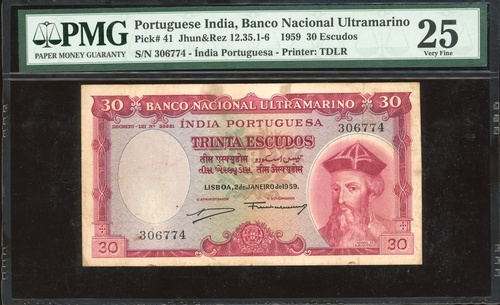 PMG
PAPER MONEY GUARANTY
Portuguese India, Banco Nacional Ultramarino
Pick# 41 Jhun&Rez 12.35.1-6 1959 30 Escudos
S/N 306774 - Índia Portuguesa - Printer: TDLR
25
Very Fine
30 BANCO NACIONAL ULTRAMARINO 30
ÍNDIA PORTUGUESA
306774
TRINTA ESCUDOS
LISBOA, 2 de JANEIRO de 1959.
306774
30 30